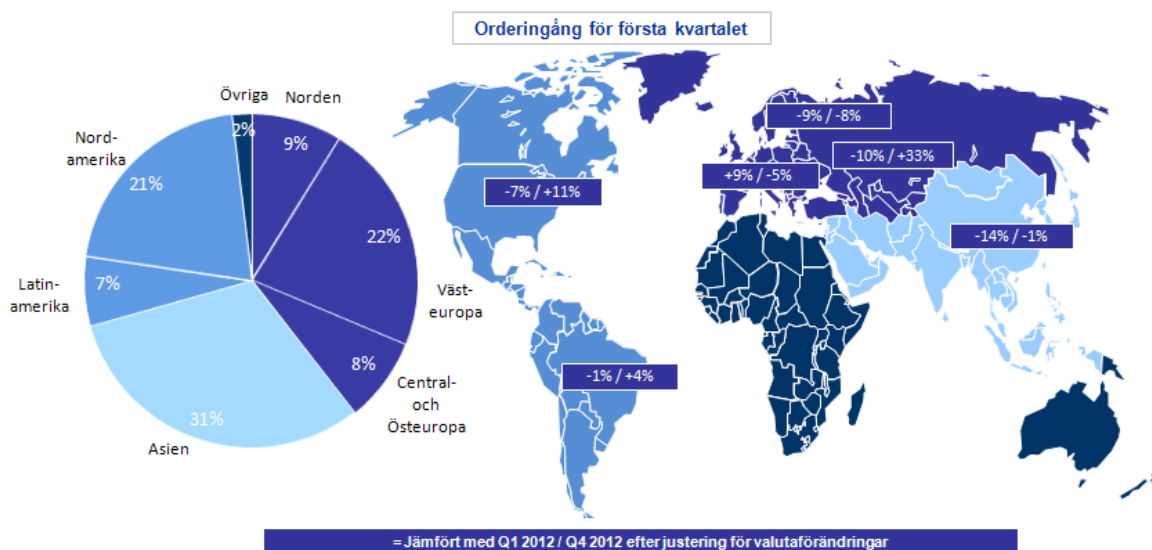 Orderingång för första kvartalet
Övriga
2%
Norden
9%
Nord-
amerika
21%
22%
Väst-
europa
Latin-
amerika
7%
8%
Central-
och
Östeuropa
31%
Asien
-9% / -8%
-10% / +33%
+9% / -5%
-7% / +11%
-14% / -1%
-1% / +4%
= Jämfört med Q1 2012 / Q4 2012 efter justering för valutaförändringar